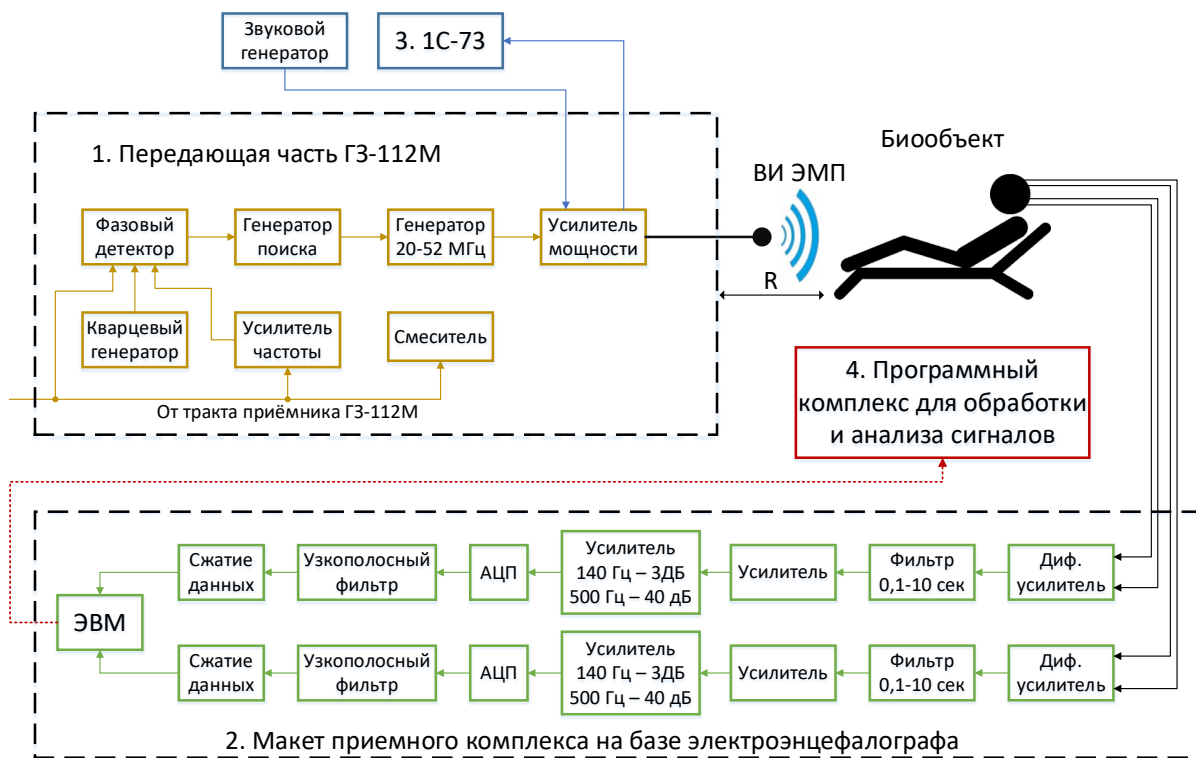 Звуковой
генератор
3. 1С-73
1. Передающая часть ГЗ-112М
Биообъект
ВИ ЭМП
Фазовый
детектор
Генератор
поиска
Генератор
20-52 МГц
Усилитель
мощности
R
Кварцевый
генератор
Усилитель
частоты
Смеситель
От тракта приёмника ГЗ-112М
4. Программный
комплекс для обработки
и анализа сигналов
Сжатие
данных
Узкополосный
фильтр
АЦП
Усилитель
140 Гц – 3ДБ
500 Гц – 40 дБ
Усилитель
Фильтр
0,1-10 сек
Диф.
усилитель
ЭВМ
Сжатие
данных
Узкополосный
фильтр
АЦП
Усилитель
140 Гц – 3ДБ
500 Гц – 40 дБ
Усилитель
Фильтр
0,1-10 сек
Диф.
усилитель
2. Макет приемного комплекса на базе электроэнцефалографа